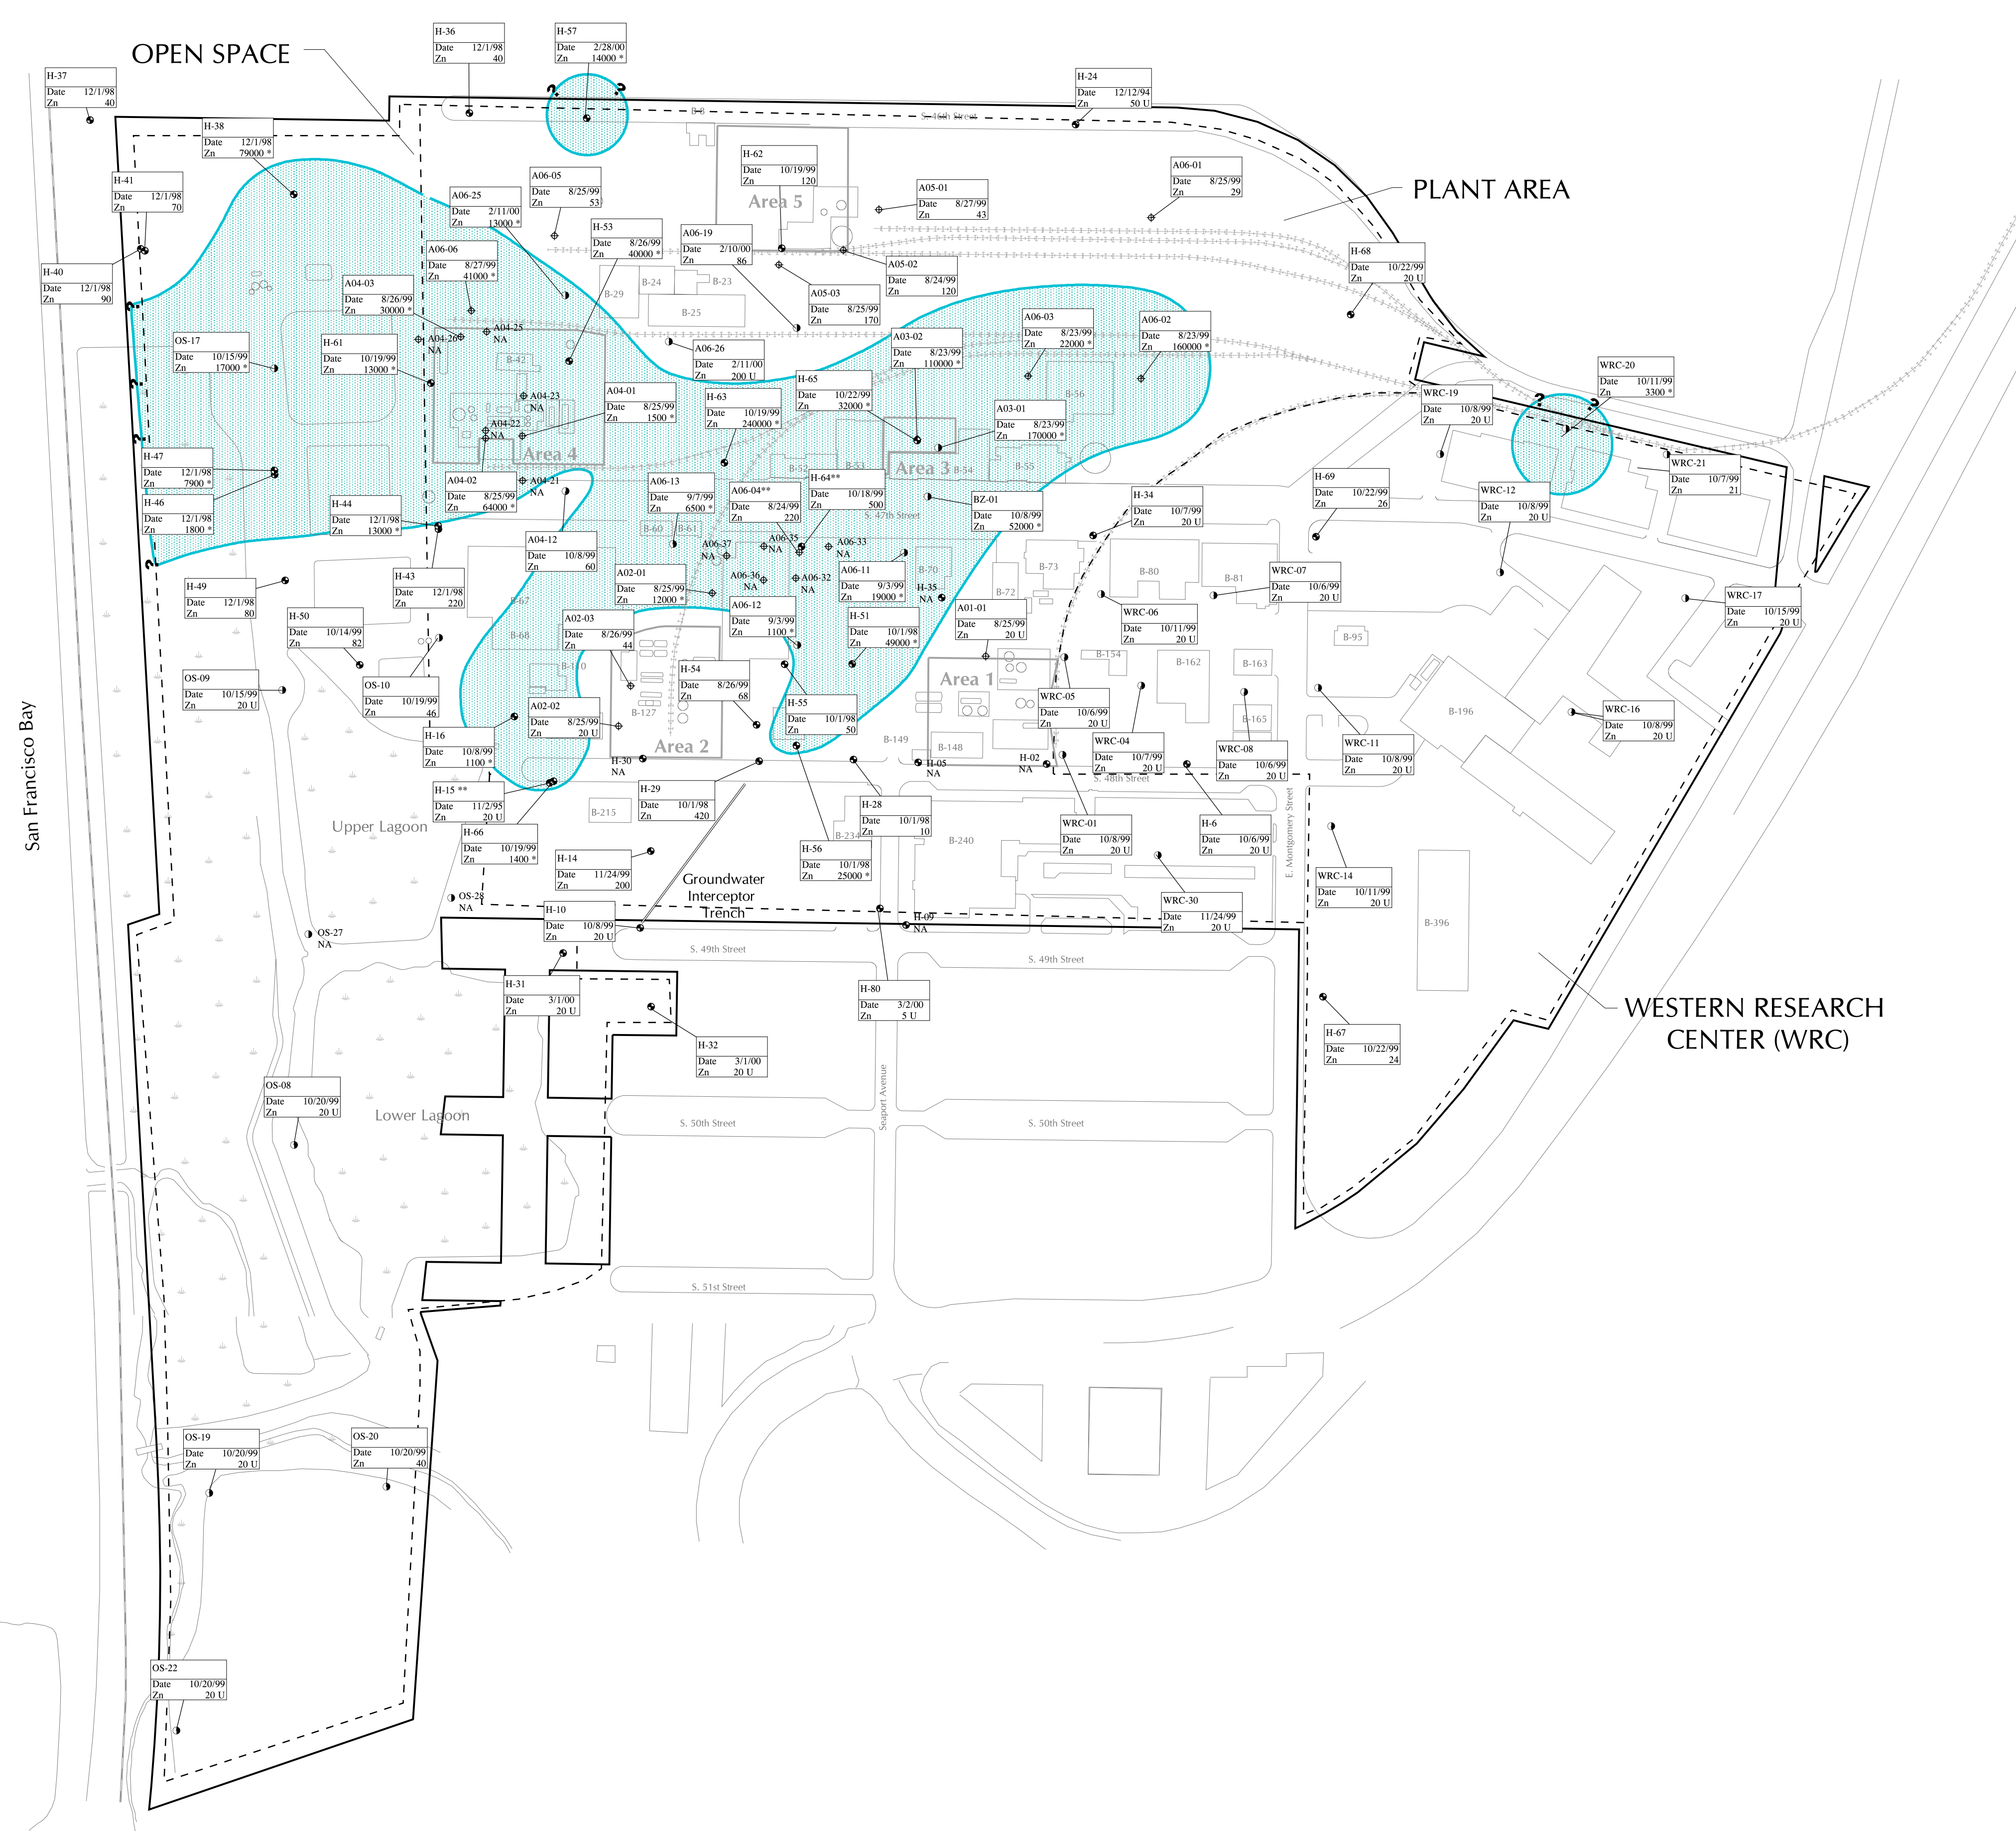 H-36
Date 12/1/98
Zn 40
H-57
Date 2/28/00
Zn 14000 *
OPEN SPACE
H-37
Date 12/1/98
Zn 40
H-24
Date 12/12/94
Zn 50 U
?
?
B-3
S. 46th Street
H-38
Date 12/1/98
Zn 79000 *
H-62
Date 10/19/99
Zn 120
A06-01
Date 8/25/99
Zn 29
H-41
Date 12/1/98
Zn 70
A06-05
Date 8/25/99
Zn 53
A06-25
Date 2/11/00
Zn 13000 *
A05-01
Date 8/27/99
Zn 43
PLANT AREA
Area 5
H-53
Date 8/26/99
Zn 40000 *
A06-19
Date 2/10/00
Zn 86
A06-06
Date 8/27/99
Zn 41000 *
H-68
Date 10/22/99
Zn 20 U
H-40
Date 12/1/98
Zn 90
A05-02
Date 8/24/99
Zn 120
A04-03
Date 8/26/99
Zn 30000 *
A05-03
Date 8/25/99
Zn 170
B-29
B-24
B-23
B-25
?
A06-03
Date 8/23/99
Zn 22000 *
A06-02
Date 8/23/99
Zn 160000 *
OS-17
Date 10/15/99
Zn 17000 *
H-61
Date 10/19/99
Zn 13000 *
A04-26
NA
A04-25
NA
B-42
A06-26
Date 2/11/00
Zn 200 U
A03-02
Date 8/23/99
Zn 110000 *
WRC-20
Date 10/11/99
Zn 3300 *
?
H-65
Date 10/22/99
Zn 32000 *
A04-01
Date 8/25/99
Zn 1500 *
H-63
Date 10/19/99
Zn 240000 *
A04-23
NA
B-56
WRC-19
Date 10/8/99
Zn 20 U
?
?
A03-01
Date 8/23/99
Zn 170000 *
A04-22
NA
?
Area 4
H-47
Date 12/1/98
Zn 7900 *
B-52
B-53
Area 3
B-54
B-55
WRC-21
Date 10/7/99
Zn 21
A04-02
Date 8/25/99
Zn 64000 *
A04-21
NA
A06-13
Date 9/7/99
Zn 6500 *
A06-04**
Date 8/24/99
Zn 220
H-64**
Date 10/18/99
Zn 500
H-69
Date 10/22/99
Zn 26
WRC-12
Date 10/8/99
Zn 20 U
H-46
Date 12/1/98
Zn 1800 *
H-44
Date 12/1/98
Zn 13000 *
BZ-01
Date 10/8/99
Zn 52000 *
H-34
Date 10/7/99
Zn 20 U
S. 47th Street
B-60
B-61
A04-12
Date 10/8/99
Zn 60
A06-37
NA
A06-35
NA
A06-33
NA
?
H-49
Date 12/1/98
Zn 80
H-43
Date 12/1/98
Zn 220
A02-01
Date 8/25/99
Zn 12000 *
A06-36
NA
A06-32
NA
A06-11
Date 9/3/99
Zn 19000 *
B-70
B-73
B-80
B-81
WRC-07
Date 10/6/99
Zn 20 U
H-35
NA
B-72
WRC-17
Date 10/15/99
Zn 20 U
B-67
H-50
Date 10/14/99
Zn 82
A02-03
Date 8/26/99
Zn 44
A06-12
Date 9/3/99
Zn 1100 *
H-51
Date 10/1/98
Zn 49000 *
A01-01
Date 8/25/99
Zn 20 U
WRC-06
Date 10/11/99
Zn 20 U
B-68
B-95
B-154
B-162
B-163
B-110
OS-09
Date 10/15/99
Zn 20 U
OS-10
Date 10/19/99
Zn 46
H-54
Date 8/26/99
Zn 68
Area 1
WRC-05
Date 10/6/99
Zn 20 U
A02-02
Date 8/25/99
Zn 20 U
H-55
Date 10/1/98
Zn 50
B-127
B-196
WRC-16
Date 10/8/99
Zn 20 U
B-165
H-16
Date 10/8/99
Zn 1100 *
Area 2
B-149
B-148
WRC-04
Date 10/7/99
Zn 20 U
WRC-08
Date 10/6/99
Zn 20 U
WRC-11
Date 10/8/99
Zn 20 U
H-30
NA
H-05
NA
H-02
NA
San Francisco Bay
S. 48th Street
H-15 **
Date 11/2/95
Zn 20 U
H-29
Date 10/1/98
Zn 420
H-28
Date 10/1/98
Zn 10
B-215
E. Montgomery Street
Upper Lagoon
H-66
Date 10/19/99
Zn 1400 *
B-234
B-240
WRC-01
Date 10/8/99
Zn 20 U
H-6
Date 10/6/99
Zn 20 U
H-14
Date 11/24/99
Zn 200
H-56
Date 10/1/98
Zn 25000 *
Groundwater
Interceptor
Trench
WRC-14
Date 10/11/99
Zn 20 U
OS-28
NA
WRC-30
Date 11/24/99
Zn 20 U
H-10
Date 10/8/99
Zn 20 U
H-09
NA
B-396
OS-27
NA
S. 49th Street
S. 49th Street
H-31
Date 3/1/00
Zn 20 U
H-80
Date 3/2/00
Zn 5 U
WESTERN RESEARCH
CENTER (WRC)
H-32
Date 3/1/00
Zn 20 U
H-67
Date 10/22/99
Zn 24
OS-08
Date 10/20/99
Zn 20 U
Seaport Avenue
Lower Lagoon
S. 50th Street
S. 50th Street
S. 51st Street
OS-19
Date 10/20/99
Zn 20 U
OS-20
Date 10/20/99
Zn 40
OS-22
Date 10/20/99
Zn 20 U